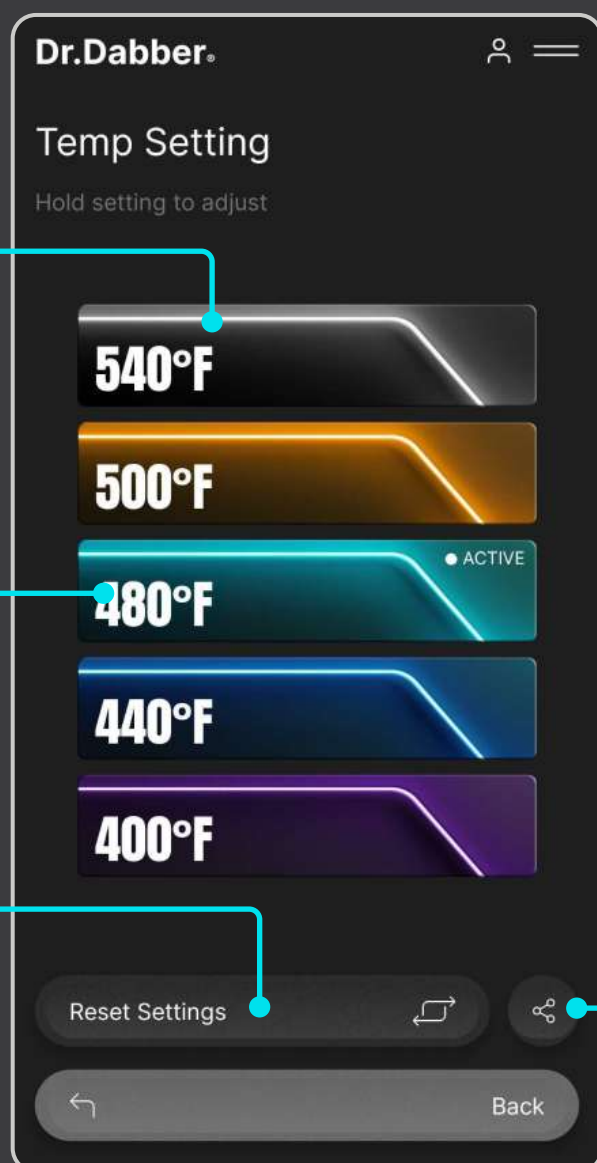 Dr.Dabber®
Temp Setting
Hold setting to adjust
540°F
500°F
480°F
ACTIVE
440°F
400°F
Reset Settings
Back